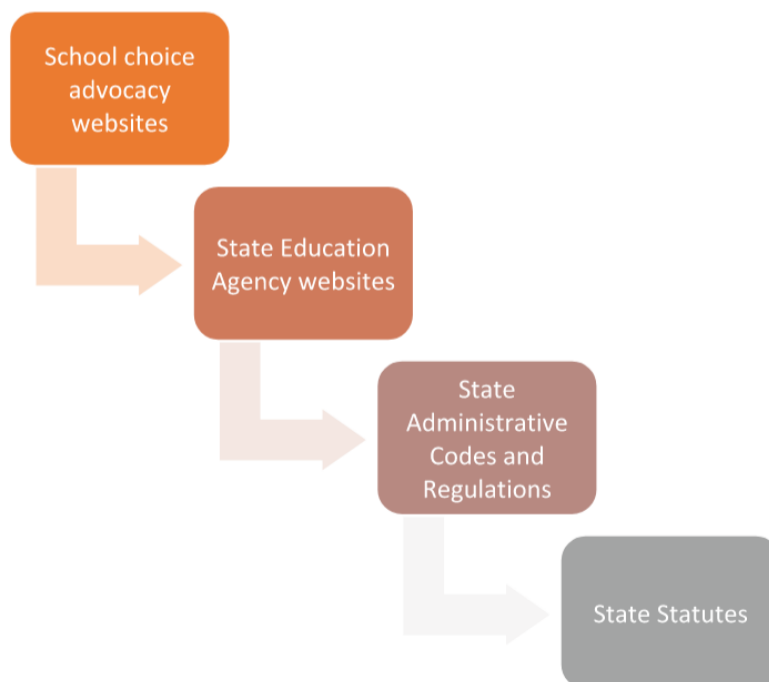 School choice
advocacy
websites
State Education
Agency websites
State
Administrative
Codes and
Regulations
State Statutes